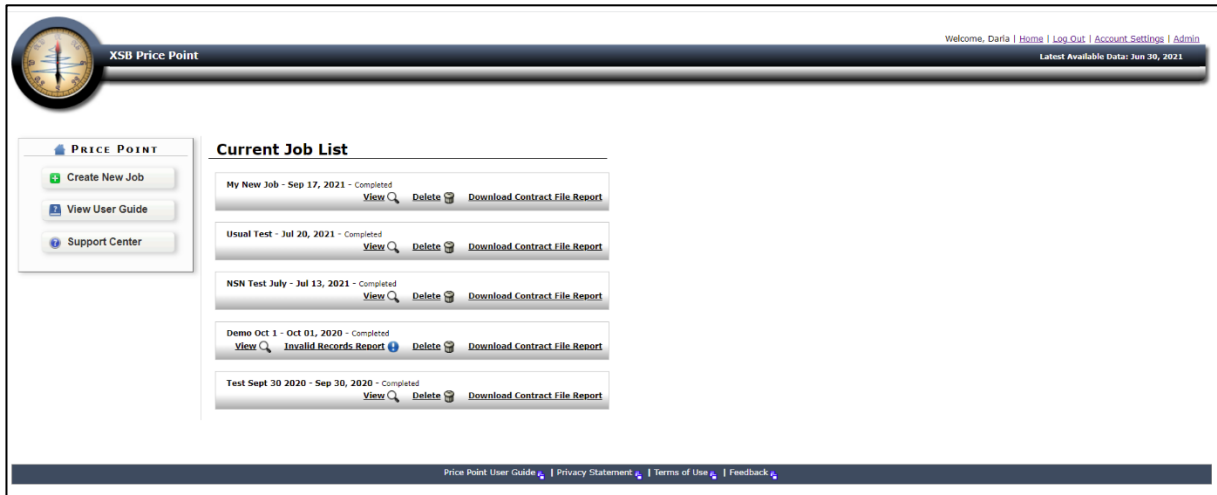 Welcome, Darla | Home | Log Out | Account Settings | Admin
XSB Price Point
Latest Available Data: Jun 30, 2021
PRICE POINT
Create New Job
View User Guide
Support Center
Current Job List
My New Job - Sep 17, 2021 - Completed
View Delete Download Contract File Report
Usual Test - Jul 20, 2021 - Completed
View Delete Download Contract File Report
NSN Test July - Jul 13, 2021 - Completed
View Delete Download Contract File Report
Demo Oct 1 - Oct 01, 2020 - Completed
View Invalid Records Report Delete Download Contract File Report
Test Sept 30 2020 - Sep 30, 2020 - Completed
View Delete Download Contract File Report
Price Point User Guide | Privacy Statement | Terms of Use | Feedback